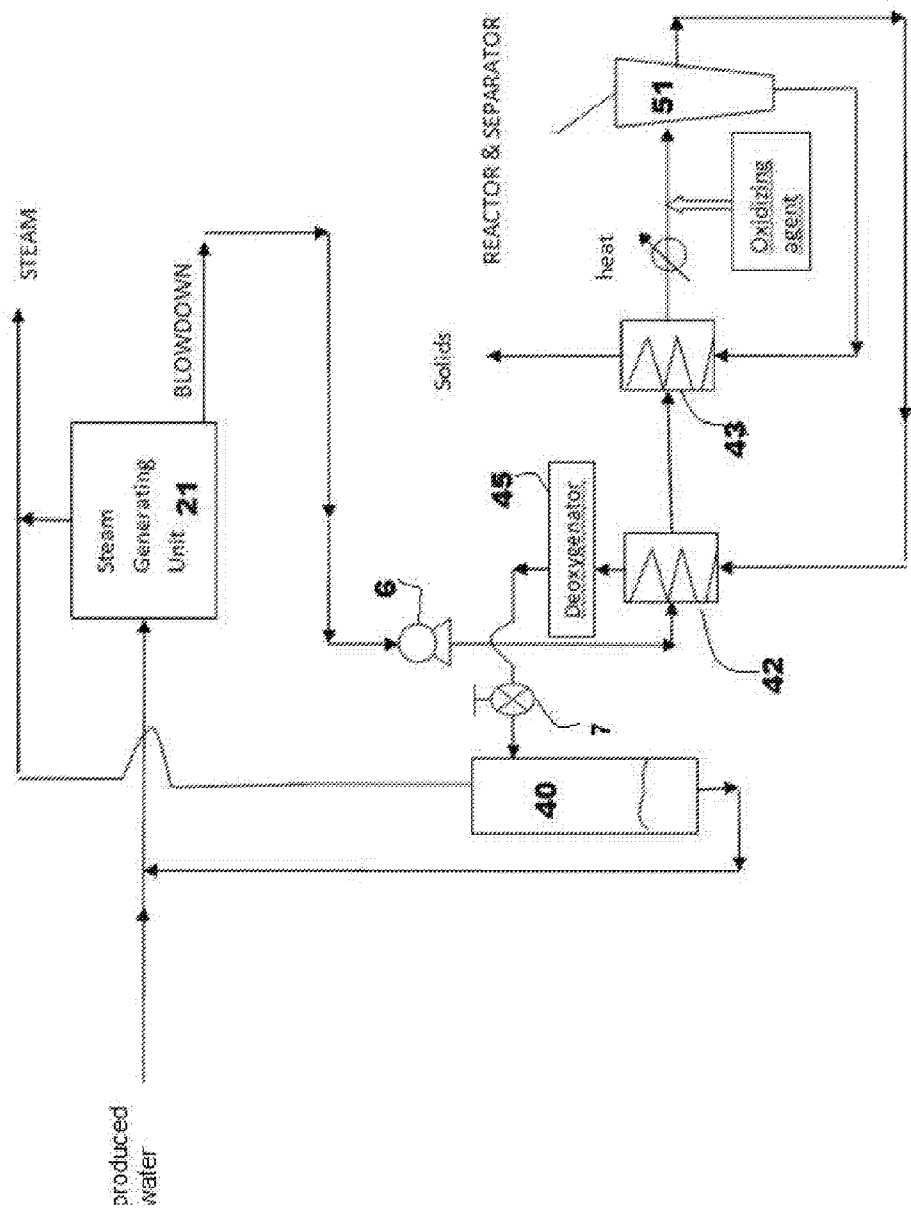 STEAM
BLOWDOWN
Steam
Generating
Unit 21
produced
water
6
7
40
45
Deoxygenator
42
Solids
43
heat
Oxidizing
agent
REACTOR & SEPARATOR
51